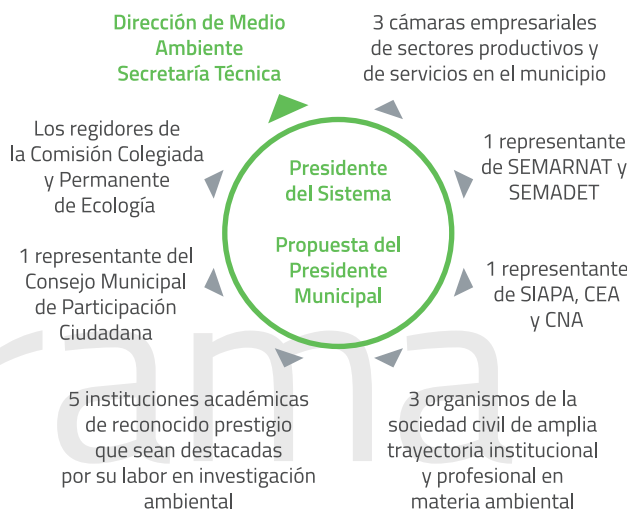 Dirección de Medio
Ambiente
Secretaría Técnica
3 cámaras empresariales
de sectores productivos y
de servicios en el municipio
Los regidores de
la Comisión Colegiada
y Permanente
de Ecología
Presidente
del Sistema
Propuesta del
Presidente
Municipal
1 representante
de SEMARNAT y
SEMADET
1 representante del
Consejo Municipal
de Participación
Ciudadana
1 representante
de SIAPA, CEA
y CNA
5 instituciones académicas
de reconocido prestigio
que sean destacadas
por su labor en investigación
ambiental
3 organismos de la
sociedad civil de amplia
trayectoria institucional
y profesional en
materia ambiental
rama